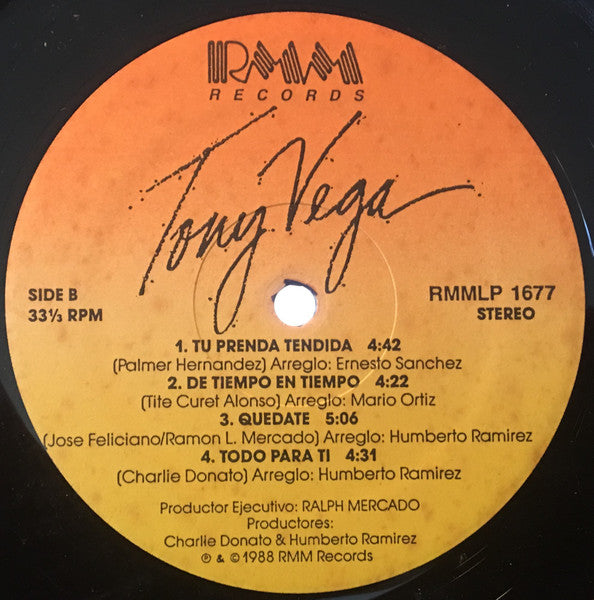 RMM
RECORDS
Tony Vega
SIDE B
33⅓ RPM
RMMLP 1677
STEREO
1. TU PRENDA TENDIDA 4:42
(Palmer Hernandez) Arreglo: Ernesto Sanchez
2. DE TIEMPO EN TIEMPO 4:22
(Tite Curet Alonso) Arreglo: Mario Ortiz
3. QUEDATE 5:06
(Jose Feliciano/Ramon L. Mercado) Arreglo: Humberto Ramirez
4. TODO PARA TI 4:31
(Charlie Donato) Arreglo: Humberto Ramirez
Productor Ejecutivo: RALPH MERCADO
Productores:
Charlie Donato & Humberto Ramirez
℗ & © 1988 RMM Records